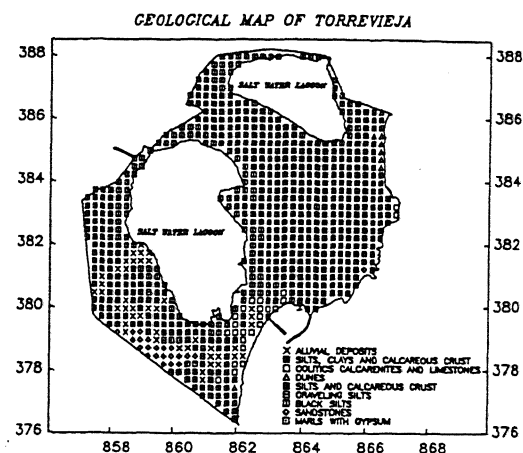 GEOLOGICAL MAP OF TORREVIEJA
388
386
384
382
380
378
376
388
386
384
382
380
378
376
858
860
862
864
866
868
SALT WATER LAGOON
SALT WATER LAGOON
ALUVIAL DEPOSITS
SILTS, CLAYS AND CALCAREOUS CRUST
OOLITICS CALCARENITES AND LIMESTONES
DUNES
SILTS AND CALCAREOUS CRUST
GRAVELING SILTS
BLACK SILTS
SANDSTONES
MARLS WITH GYPSUM